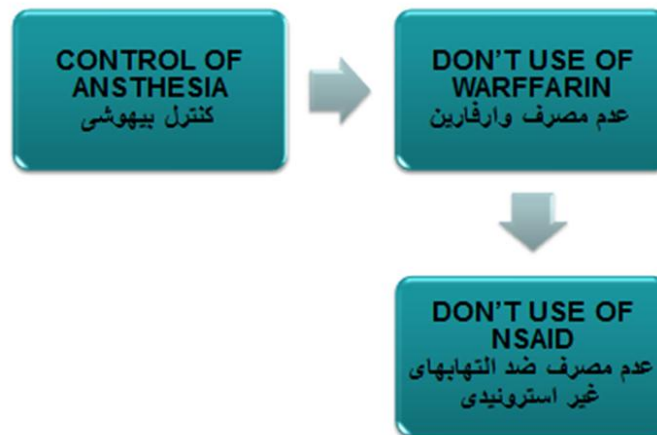 CONTROL OF
ANSTHESIA
کنترل بیهوشی
DON'T USE OF
WARFFARIN
عدم مصرف وارفارین
DON'T USE OF
NSAID
عدم مصرف ضد التهابهای
غیر استرونیدی